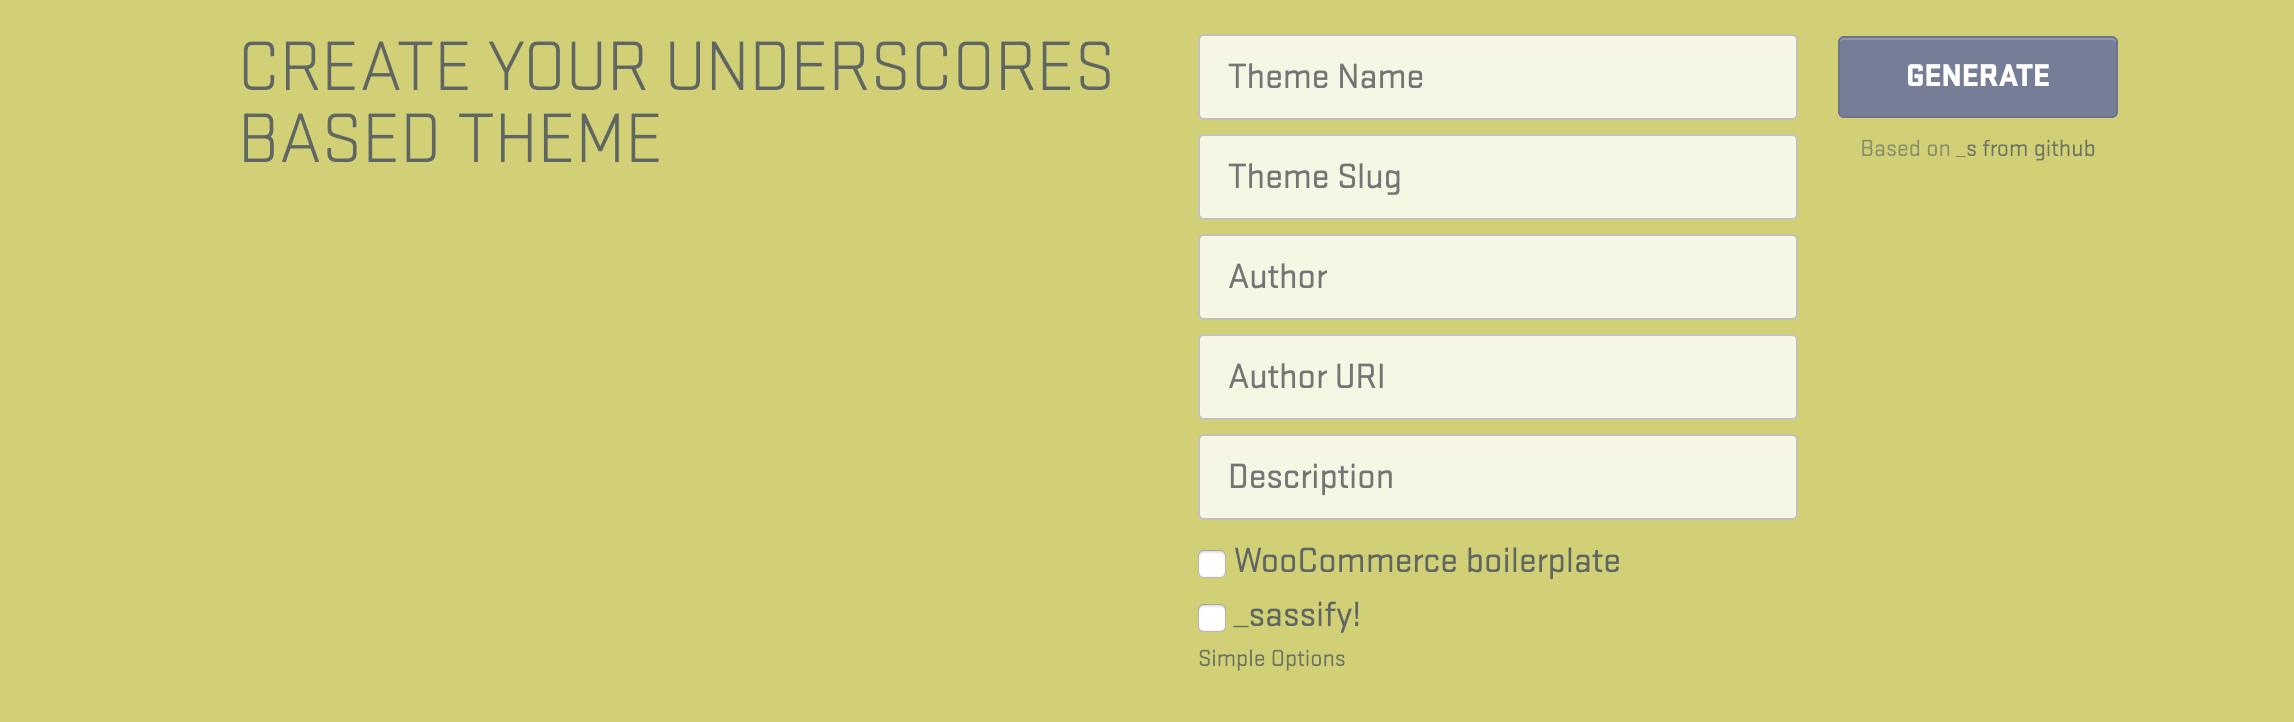 CREATE YOUR UNDERSCORES
BASED THEME
Theme Name
Theme Slug
Author
Author URI
Description
WooCommerce boilerplate
_sassify!
Simple Options
GENERATE
Based on _s from github